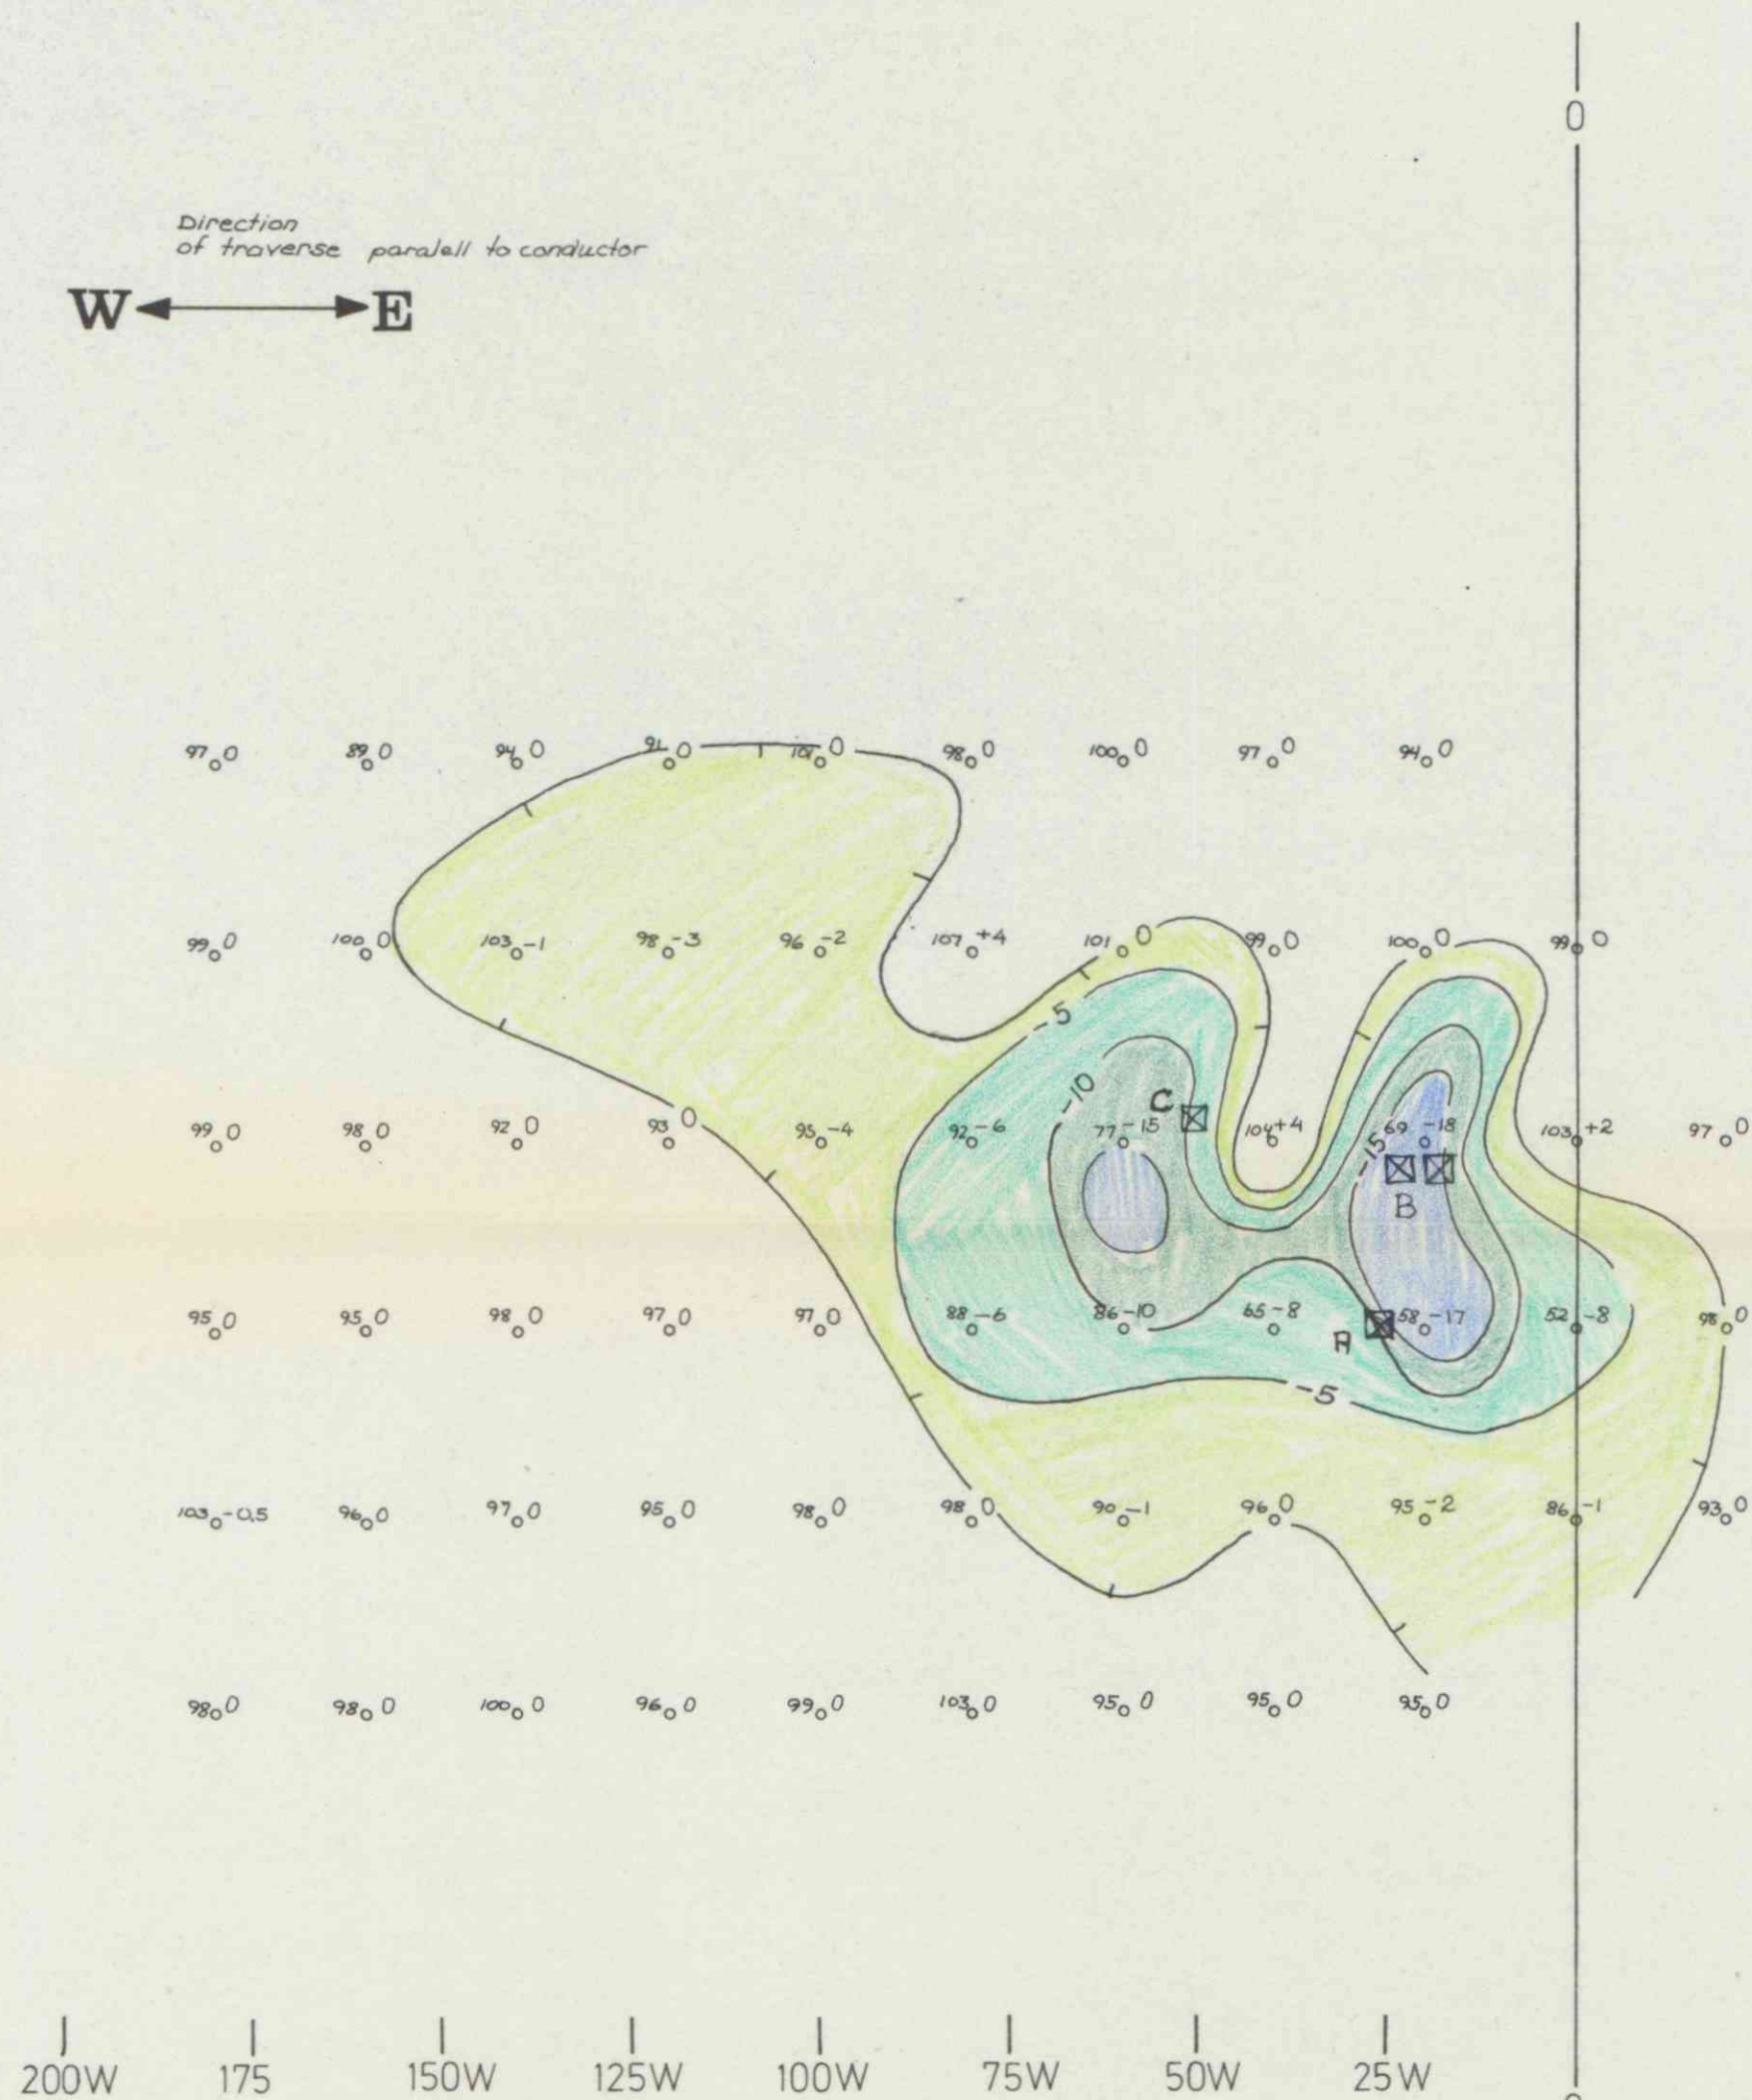 0
Direction
of traverse paralell to conductor
W E
97 0 89 0 94 0 91 0 101 0 98 0 100 0 97 0 94 0
99 0 100 0 103 -1 98 -3 96 -2 107 +4 101 0 99 0 100 0 99 0
-5
-10
C
99 0 98 0 92 0 93 0 95 -4 92 -6 77 -15 104 +4 69 -18 103 +2 97 0
-15
B
95 0 95 0 98 0 97 0 97 0 88 -6 86 -10 65 -8 58 -17 52 -8 98 0
A
-5
103 -0.5 96 0 97 0 95 0 98 0 98 0 90 -1 96 0 95 -2 86 -1 93 0
98 0 98 0 100 0 96 0 99 0 103 0 95 0 95 0 95 0
200W 175 150W 125W 100W 75W 50W 25W